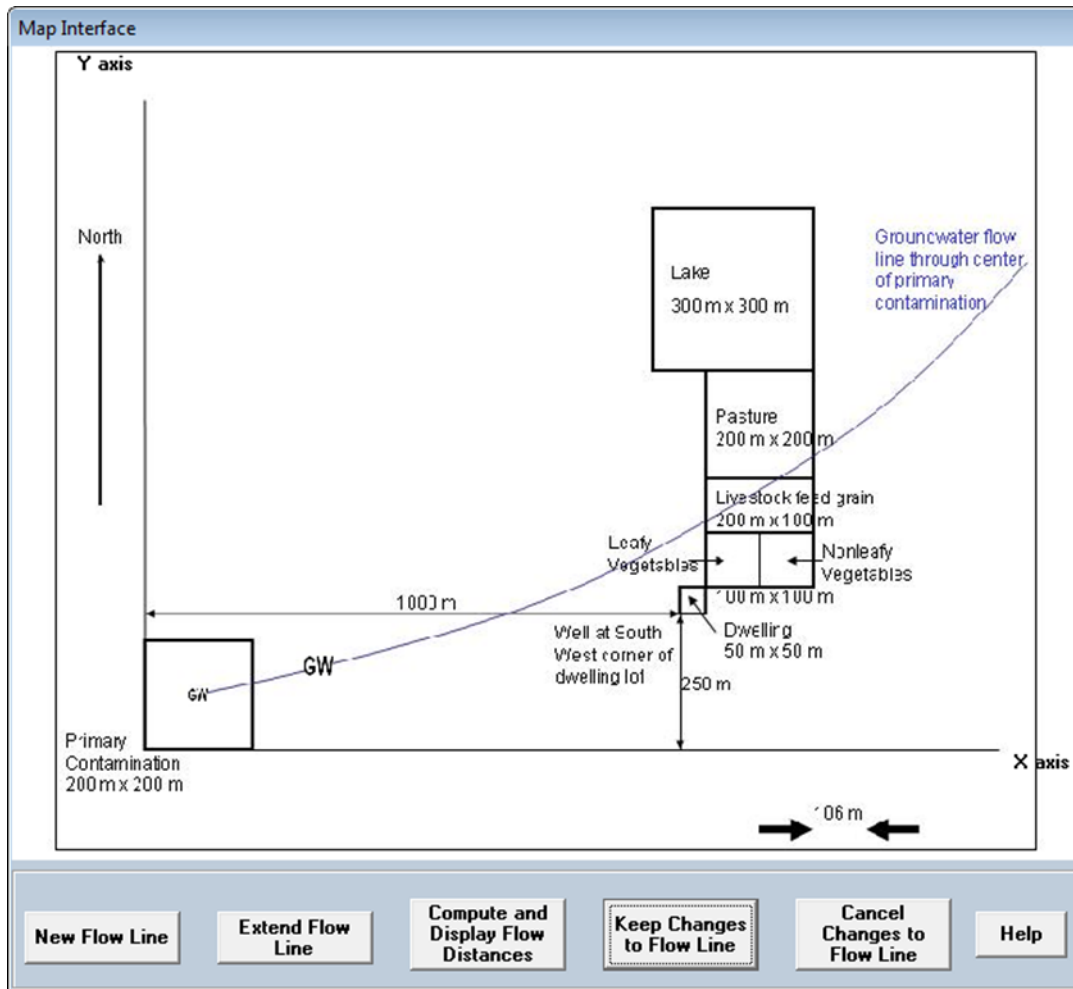 Map Interface
Y axis
North
Lake
300 m x 300 m
Groundwater flow
line through center
of primary
contamination
Pasture
200 m x 200 m
Livestock feed grain
200 m x 100 m
Leafy
Vegetables
Nonleafy
Vegetables
100 m x 100 m
1000 m
Dwelling
50 m x 50 m
Well at South
West corner of
dwelling lot
250 m
GW
GW
Primary
Contamination
200 m x 200 m
X axis
106 m
New Flow Line
Extend Flow
Line
Compute and
Display Flow
Distances
Keep Changes
to Flow Line
Cancel
Changes to
Flow Line
Help